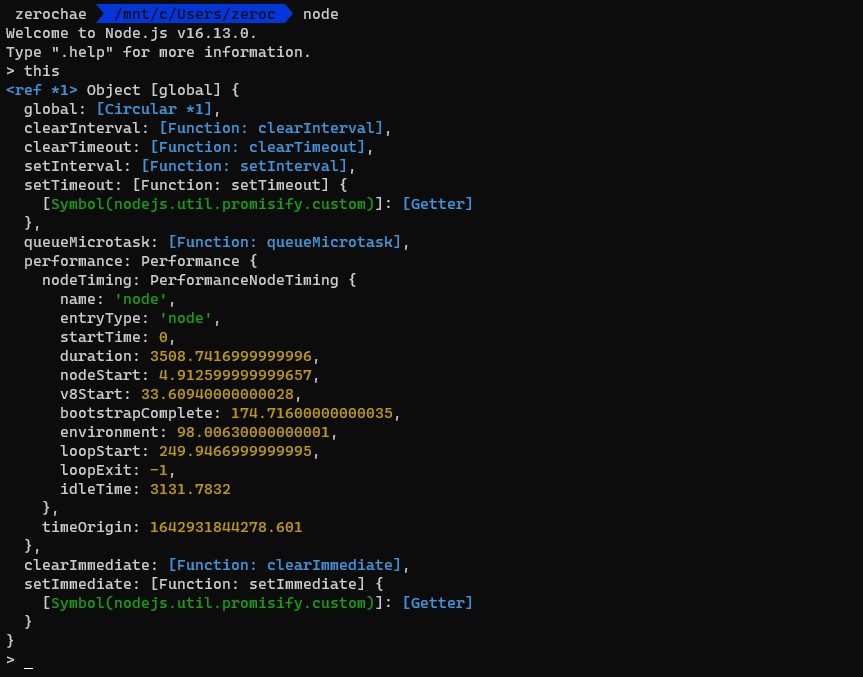 zerochae /mnt/c/Users/zeroc node
Welcome to Node.js v16.13.0.
Type ".help" for more information.
> this
<ref *1> Object [global] {
  global: [Circular *1],
  clearInterval: [Function: clearInterval],
  clearTimeout: [Function: clearTimeout],
  setInterval: [Function: setInterval],
  setTimeout: [Function: setTimeout] {
    [Symbol(nodejs.util.promisify.custom)]: [Getter]
  },
  queueMicrotask: [Function: queueMicrotask],
  performance: Performance {
    nodeTiming: PerformanceNodeTiming {
      name: 'node',
      entryType: 'node',
      startTime: 0,
      duration: 3508.7416999999996,
      nodeStart: 4.912599999999657,
      v8Start: 33.60940000000028,
      bootstrapComplete: 174.71600000000035,
      environment: 98.00630000000001,
      loopStart: 249.9466999999995,
      loopExit: -1,
      idleTime: 3131.7832
    },
    timeOrigin: 1642931844278.601
  },
  clearImmediate: [Function: clearImmediate],
  setImmediate: [Function: setImmediate] {
    [Symbol(nodejs.util.promisify.custom)]: [Getter]
  }
}
> _